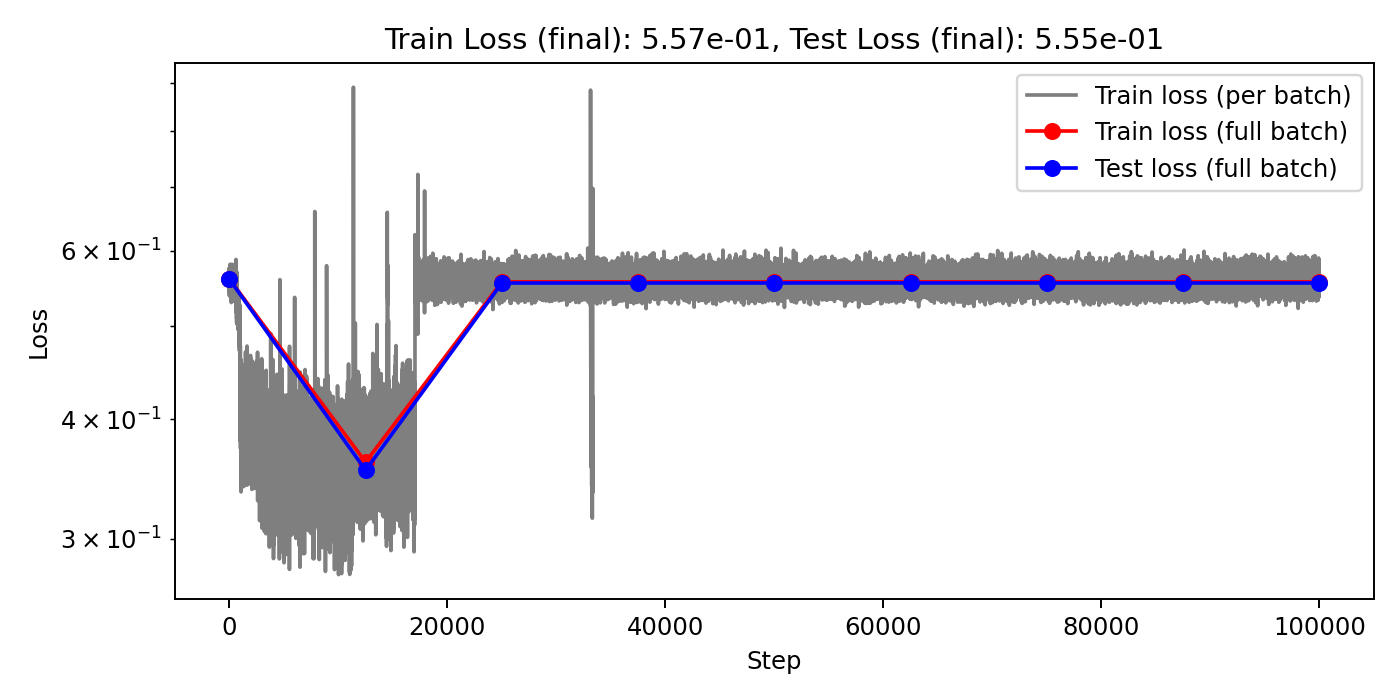 Train Loss (final): 5.57e-01, Test Loss (final): 5.55e-01
Train loss (per batch)
Train loss (full batch)
Test loss (full batch)
6 × 10⁻¹
4 × 10⁻¹
3 × 10⁻¹
Loss
0 20000 40000 60000 80000 100000
Step